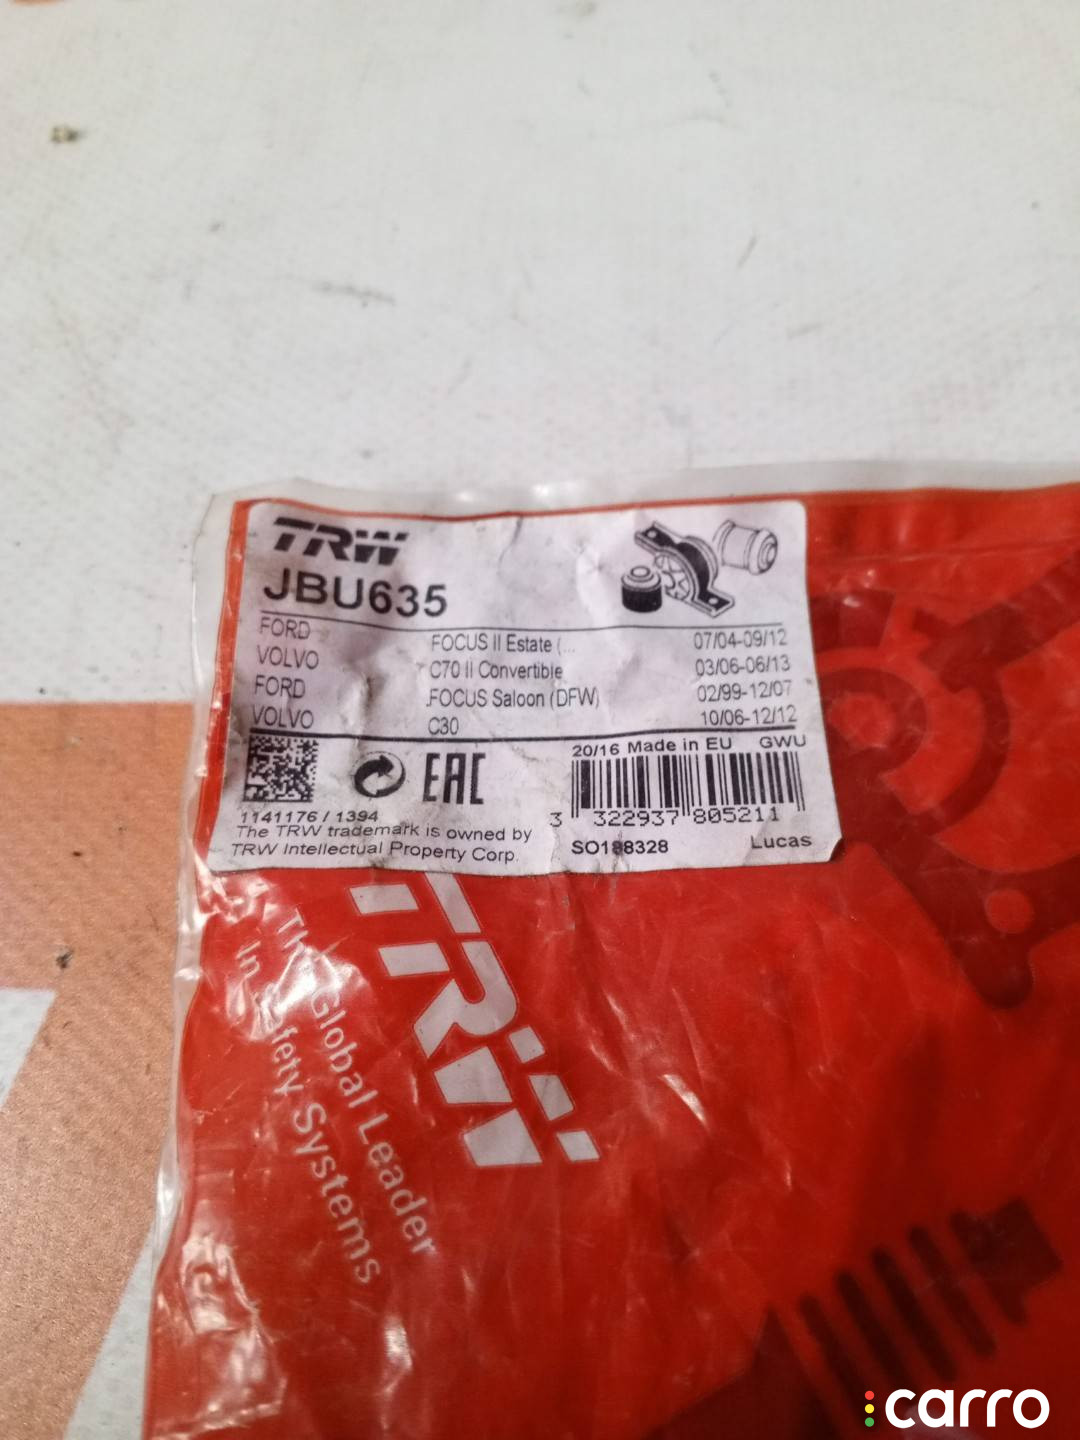 TRW
JBU635
FORD FOCUS II Estate (... 07/04-09/12
VOLVO C70 II Convertible 03/06-06/13
FORD FOCUS Saloon (DFW) 02/99-12/07
VOLVO C30 10/06-12/12
20/16 Made in EU GWU
EAC
1141176 / 1394
3 322937 805211
The TRW trademark is owned by
TRW Intellectual Property Corp.
SO188328 Lucas
TRW
The Global Leader
In Safety Systems
carro